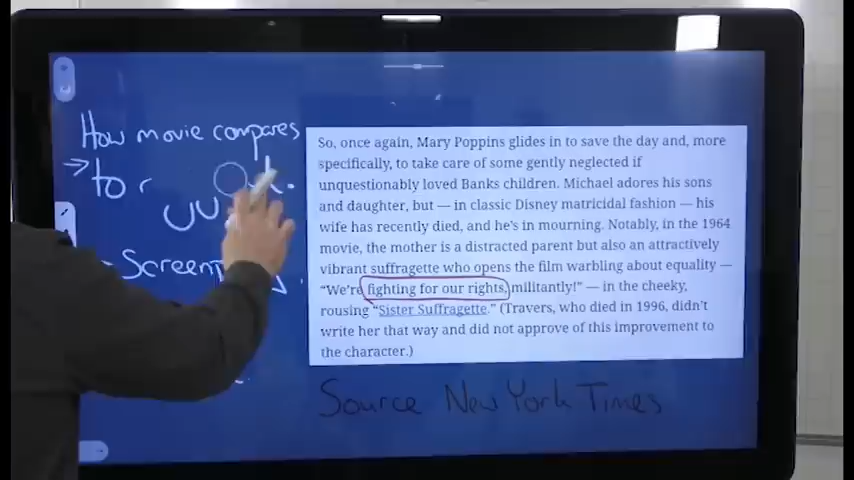 How movie compares
→ to
So, once again, Mary Poppins glides in to save the day and, more
specifically, to take care of some gently neglected if
unquestionably loved Banks children. Michael adores his sons
and daughter, but — in classic Disney matricidal fashion — his
wife has recently died, and he's in mourning. Notably, in the 1964
movie, the mother is a distracted parent but also an attractively
vibrant suffragette who opens the film warbling about equality —
“We're fighting for our rights, militantly!” — in the cheeky,
rousing “Sister Suffragette.” (Travers, who died in 1996, didn't
write her that way and did not approve of this improvement to
the character.)
Source New York Times